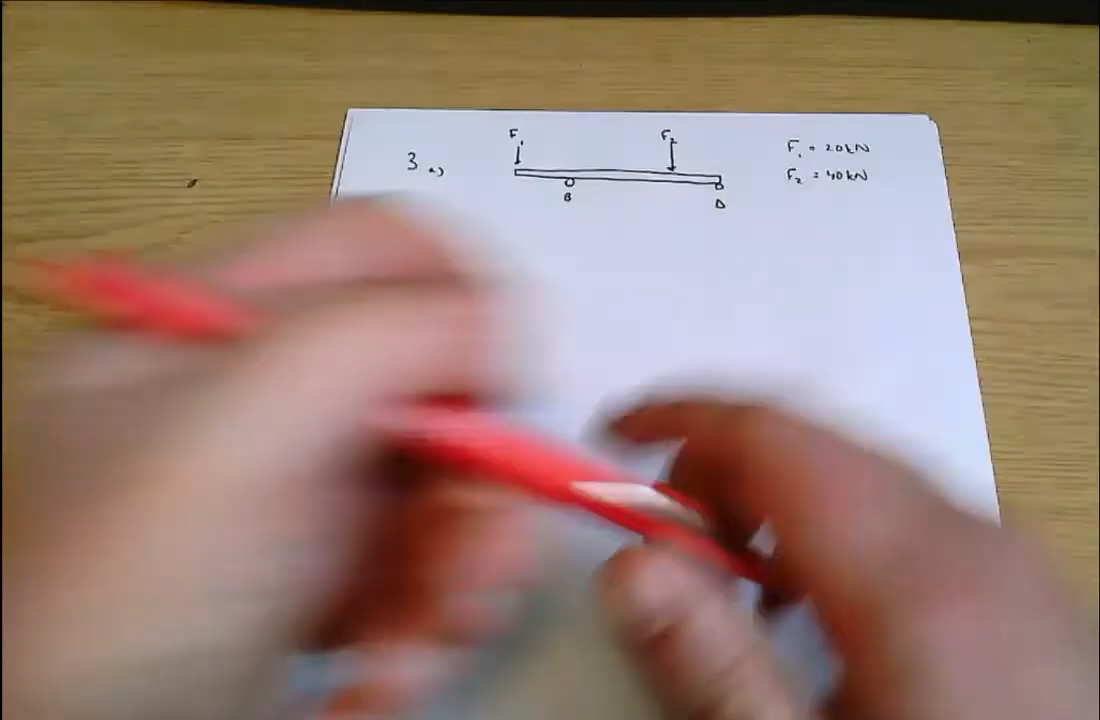 3 a)
F₁
F₂
B
D
F₁ = 20kN
F₂ = 40kN